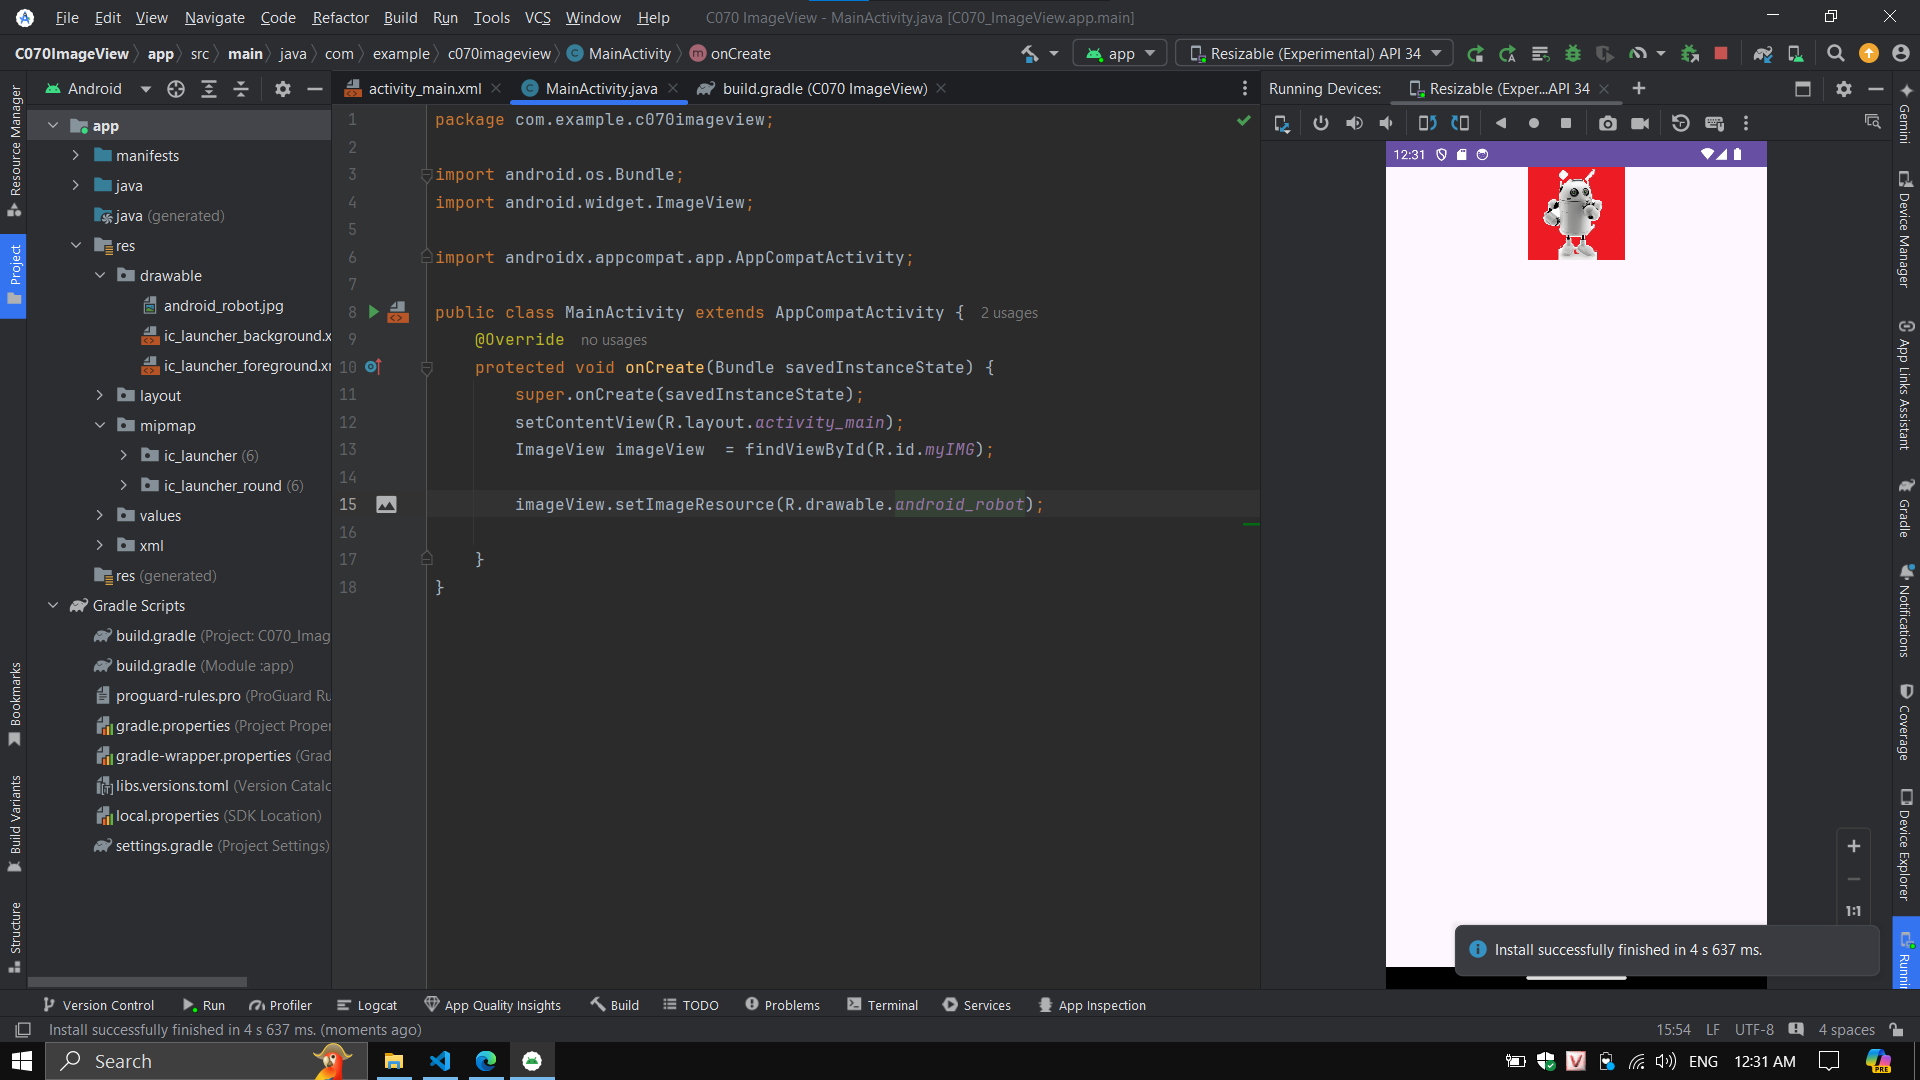 File Edit View Navigate Code Refactor Build Run Tools VCS Window Help C070 ImageView - MainActivity.java [C070_ImageView.app.main]
C070ImageView app src main java com example c070imageview MainActivity onCreate app Resizable (Experimental) API 34
Android activity_main.xml MainActivity.java build.gradle (C070 ImageView) Running Devices: Resizable (Exper...API 34
Resource Manager
Project
Bookmarks
Build Variants
Structure
app
manifests
java
java (generated)
res
drawable
android_robot.jpg
ic_launcher_background.x
ic_launcher_foreground.xr
layout
mipmap
ic_launcher (6)
ic_launcher_round (6)
values
xml
res (generated)
Gradle Scripts
build.gradle (Project: C070_Imag
build.gradle (Module :app)
proguard-rules.pro (ProGuard Ru
gradle.properties (Project Proper
gradle-wrapper.properties (Grad
libs.versions.toml (Version Catalc
local.properties (SDK Location)
settings.gradle (Project Settings)
1 package com.example.c070imageview;
2
3 import android.os.Bundle;
4 import android.widget.ImageView;
5
6 import androidx.appcompat.app.AppCompatActivity;
7
8 public class MainActivity extends AppCompatActivity { 2 usages
9 @Override no usages
10 protected void onCreate(Bundle savedInstanceState) {
11 super.onCreate(savedInstanceState);
12 setContentView(R.layout.activity_main);
13 ImageView imageView  = findViewById(R.id.myIMG);
14
15 imageView.setImageResource(R.drawable.android_robot);
16
17 }
18 }
12:31
1:1
Install successfully finished in 4 s 637 ms.
Gemini
Device Manager
App Links Assistant
Gradle
Notifications
Coverage
Device Explorer
Runni
Version Control Run Profiler Logcat App Quality Insights Build TODO Problems Terminal Services App Inspection
Install successfully finished in 4 s 637 ms. (moments ago) 15:54 LF UTF-8 4 spaces
Search PRE ENG 12:31 AM